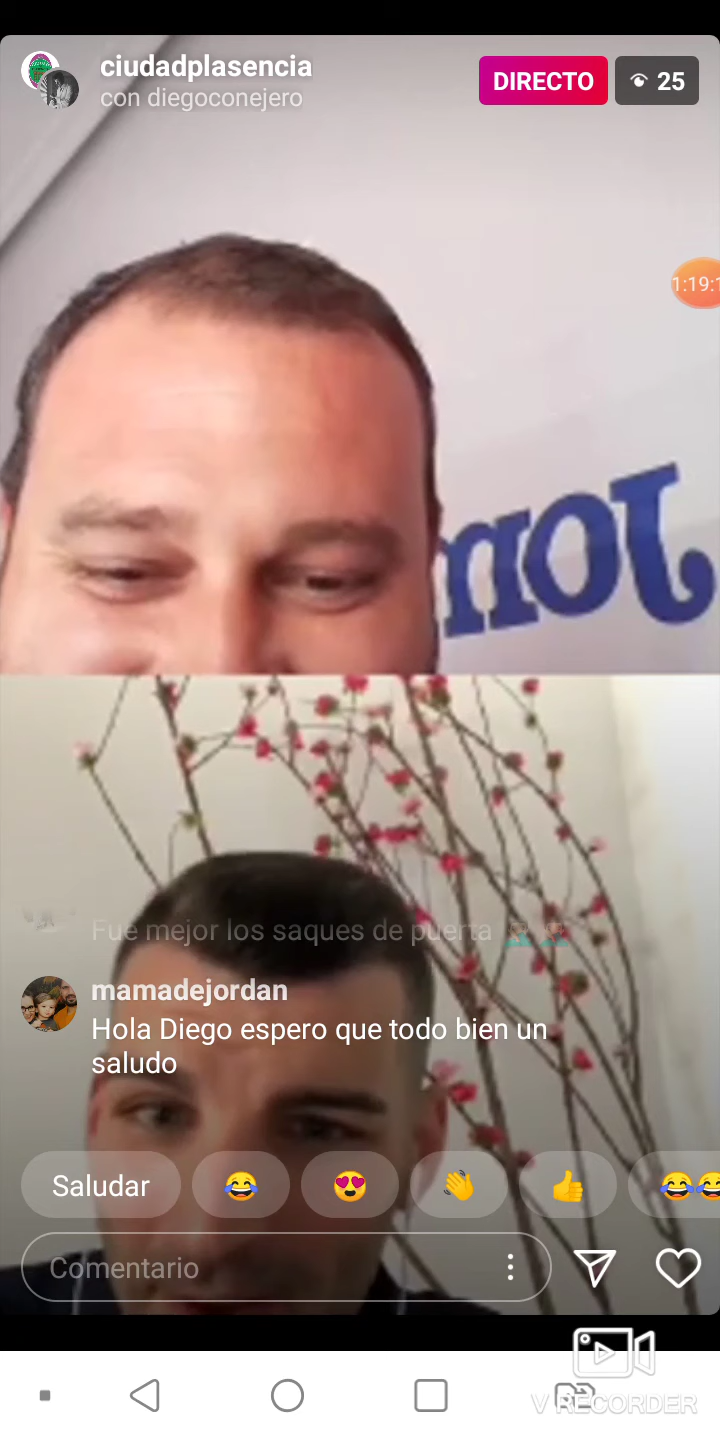 ciudadplasencia
con diegoconejero
DIRECTO
25
1:19:1
Jom
Fue mejor los saques de puerta
mamadejordan
Hola Diego espero que todo bien un
saludo
Saludar
Comentario
V RECORDER